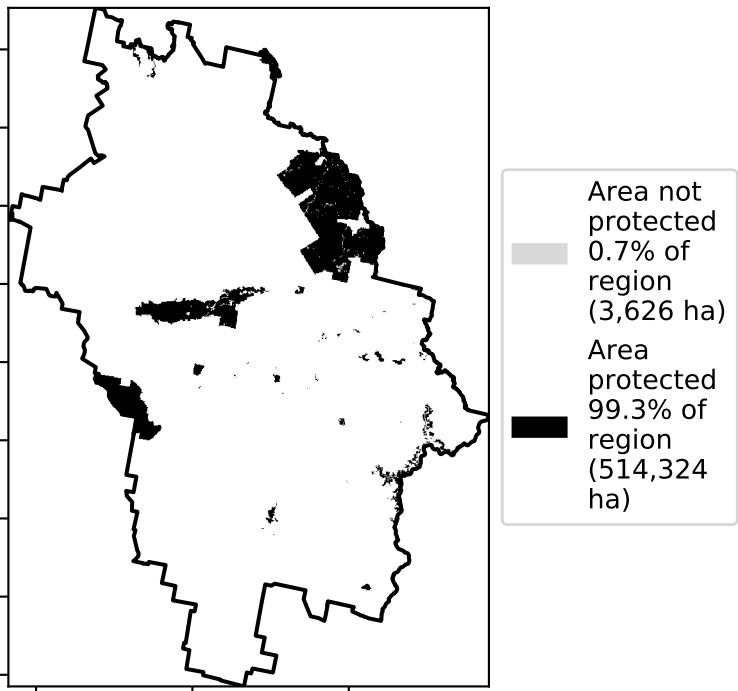 Area not
protected
0.7% of
region
(3,626 ha)
Area
protected
99.3% of
region
(514,324
ha)